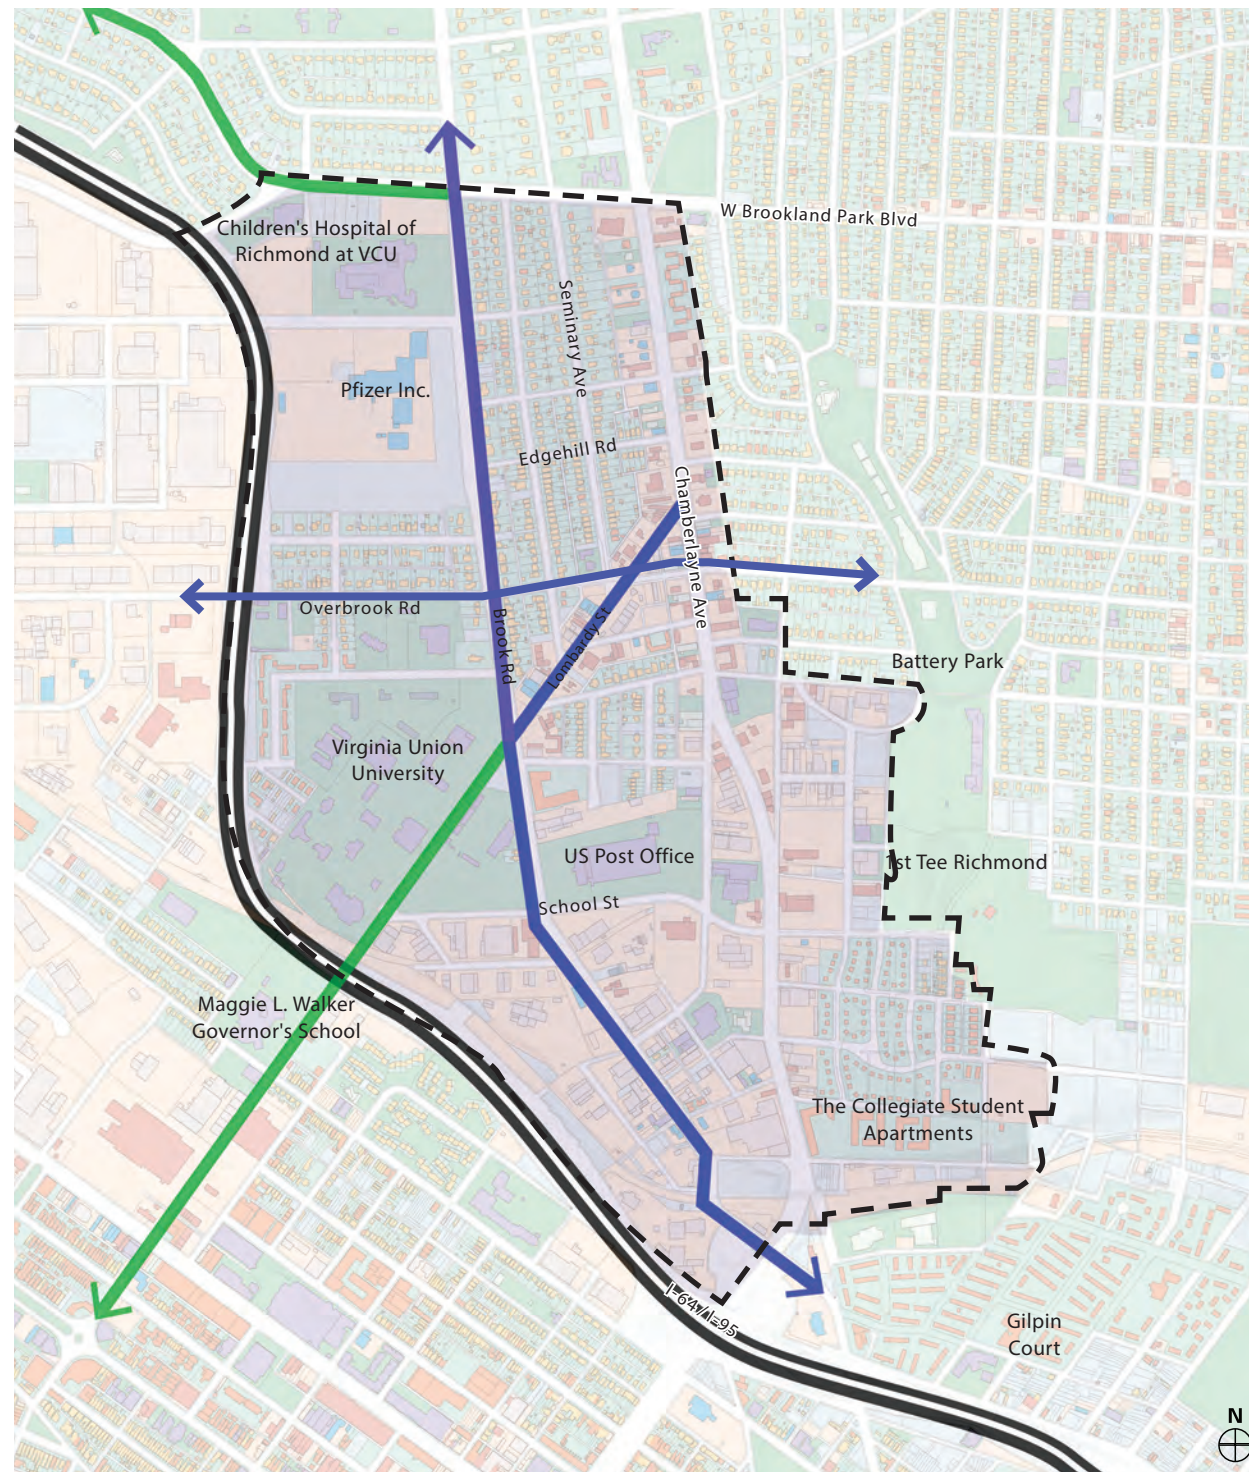 W Brookland Park Blvd
Children's Hospital of
Richmond at VCU
Seminary Ave
Pfizer Inc.
Edgehill Rd
Chamberlayne Ave
Overbrook Rd
Brook Rd
Lombardy St
Battery Park
Virginia Union
University
US Post Office
1st Tee Richmond
School St
Maggie L. Walker
Governor's School
The Collegiate Student
Apartments
I-64 / I-95
Gilpin
Court
N